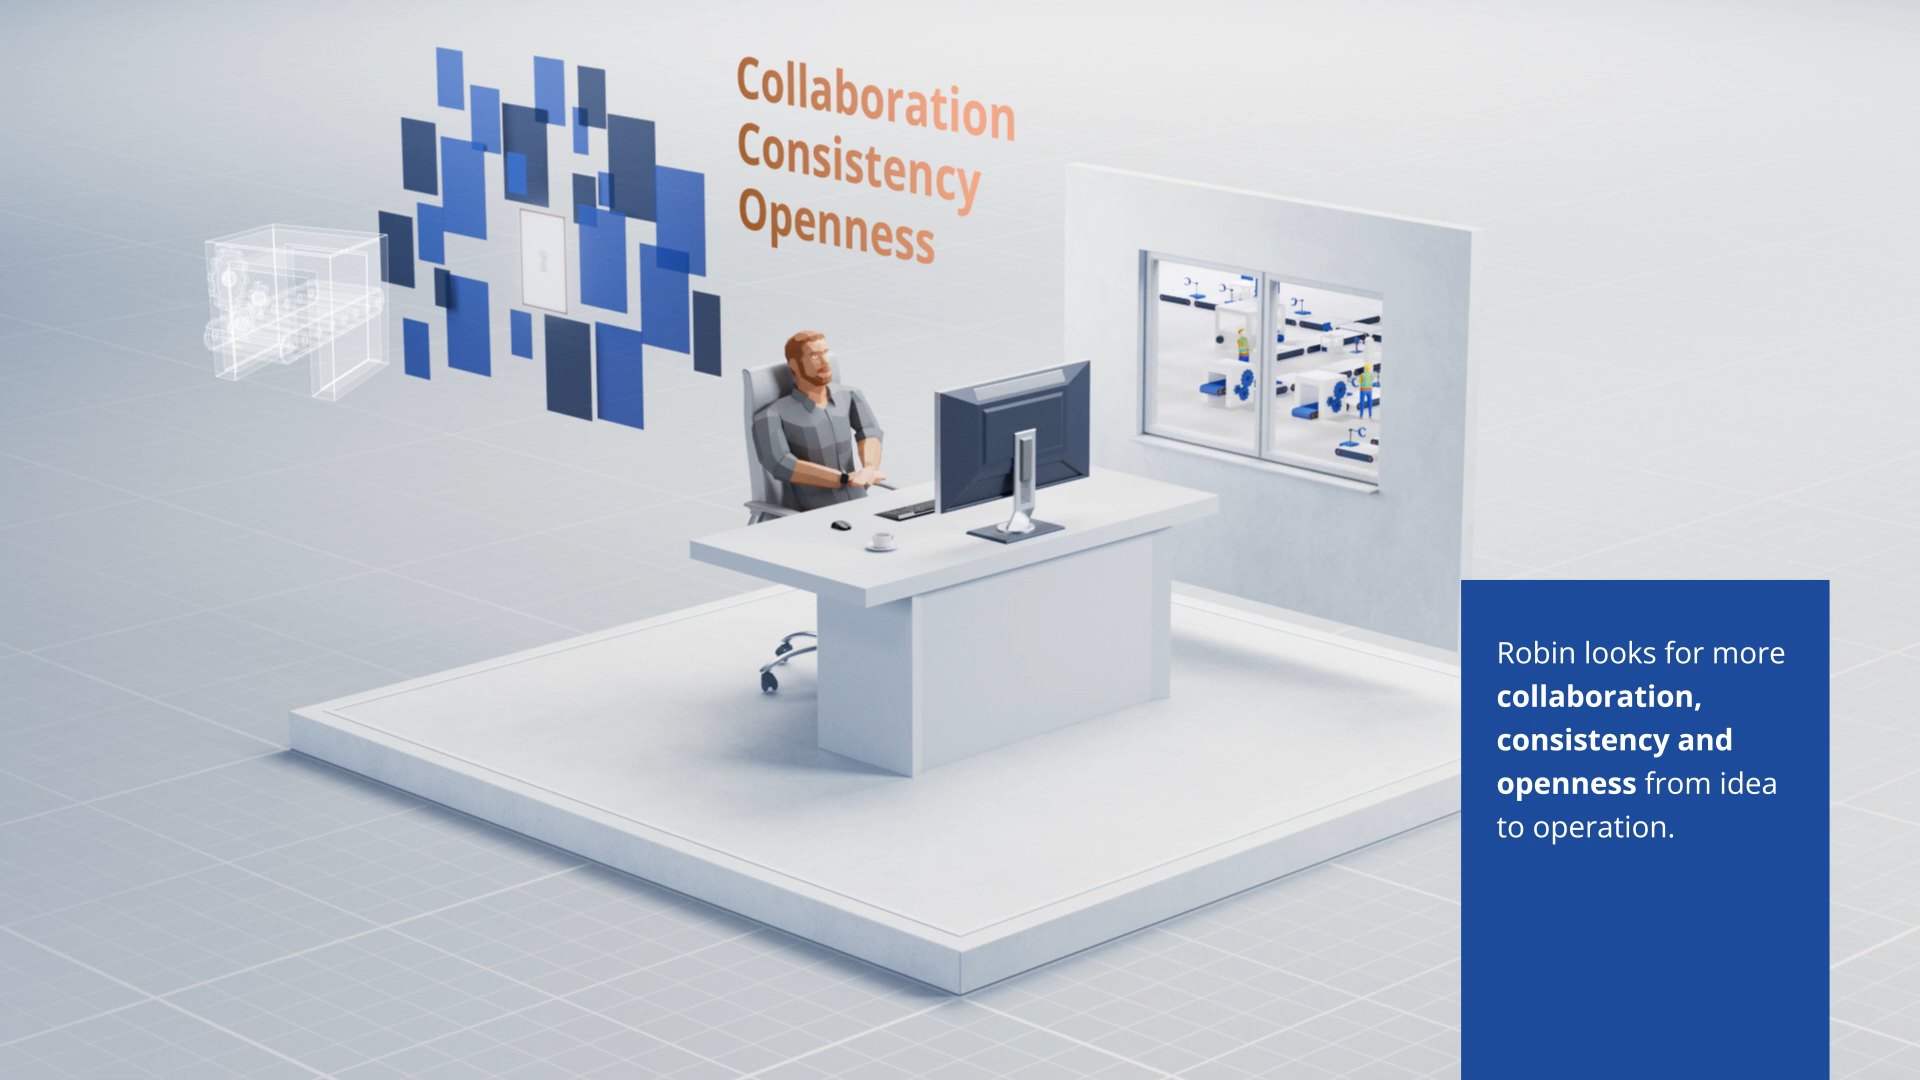 Collaboration
Consistency
Openness
Robin looks for more
collaboration,
consistency and
openness from idea
to operation.